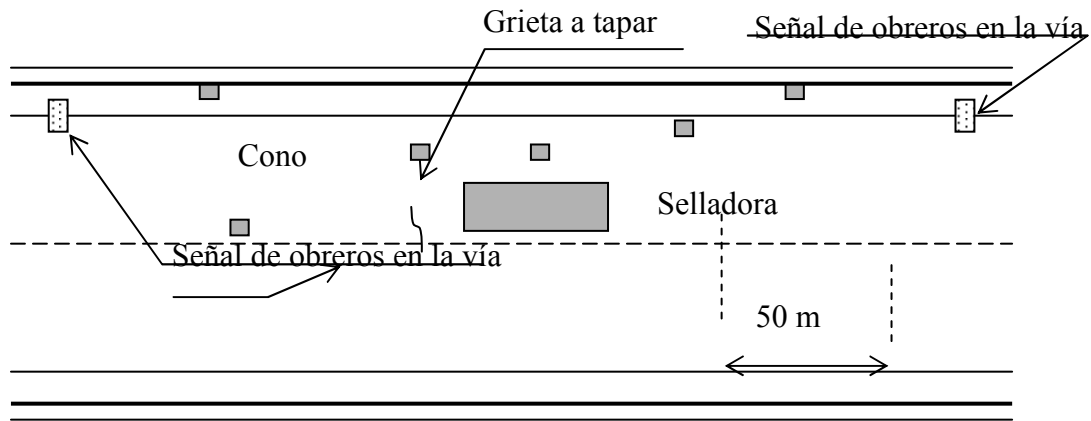 Grieta a tapar
Señal de obreros en la vía
Cono
Selladora
Señal de obreros en la vía
50 m